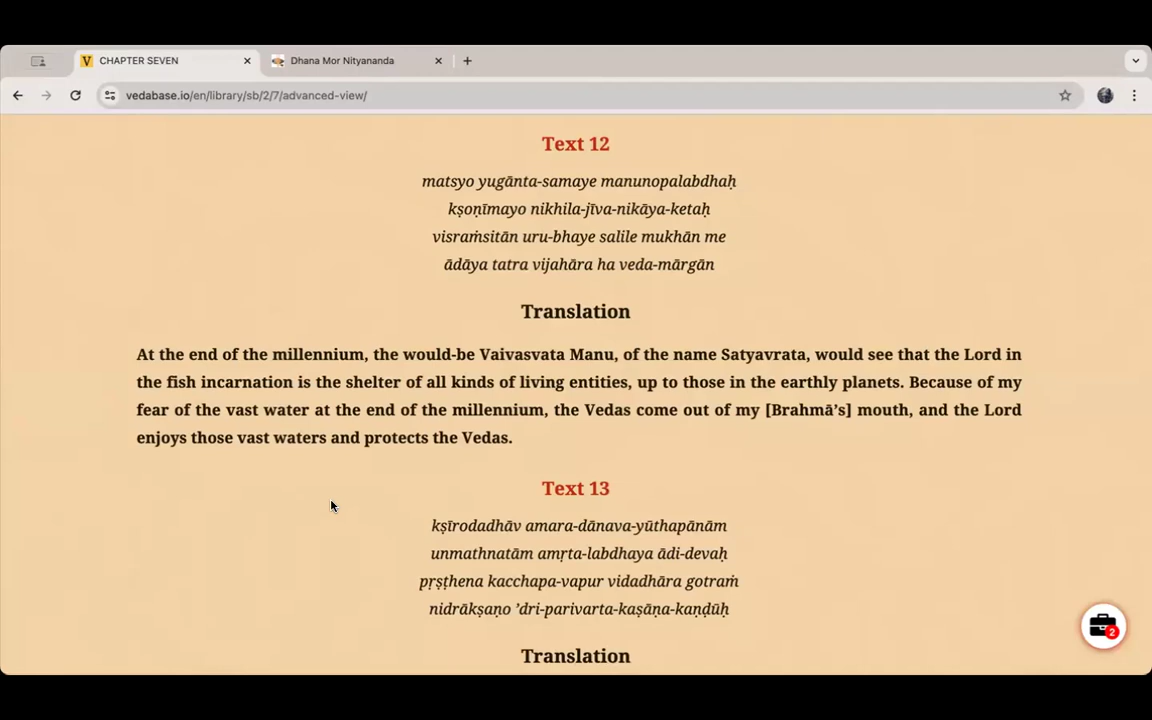 CHAPTER SEVEN
Dhana Mor Nityananda
vedabase.io/en/library/sb/2/7/advanced-view/
Text 12
matsyo yugānta-samaye manunopalabdhaḥ
kṣoṇīmayo nikhila-jīva-nikāya-ketaḥ
visraṁsitān uru-bhaye salile mukhān me
ādāya tatra vijahāra ha veda-mārgān
Translation
At the end of the millennium, the would-be Vaivasvata Manu, of the name Satyavrata, would see that the Lord in
the fish incarnation is the shelter of all kinds of living entities, up to those in the earthly planets. Because of my
fear of the vast water at the end of the millennium, the Vedas come out of my [Brahmā’s] mouth, and the Lord
enjoys those vast waters and protects the Vedas.
Text 13
kṣīrodadhāv amara-dānava-yūthapānām
unmathnatām amṛta-labdhaya ādi-devaḥ
pṛṣṭhena kacchapa-vapur vidadhāra gotraṁ
nidrākṣaṇo ’dri-parivarta-kaṣāṇa-kaṇḍūḥ
2
Translation